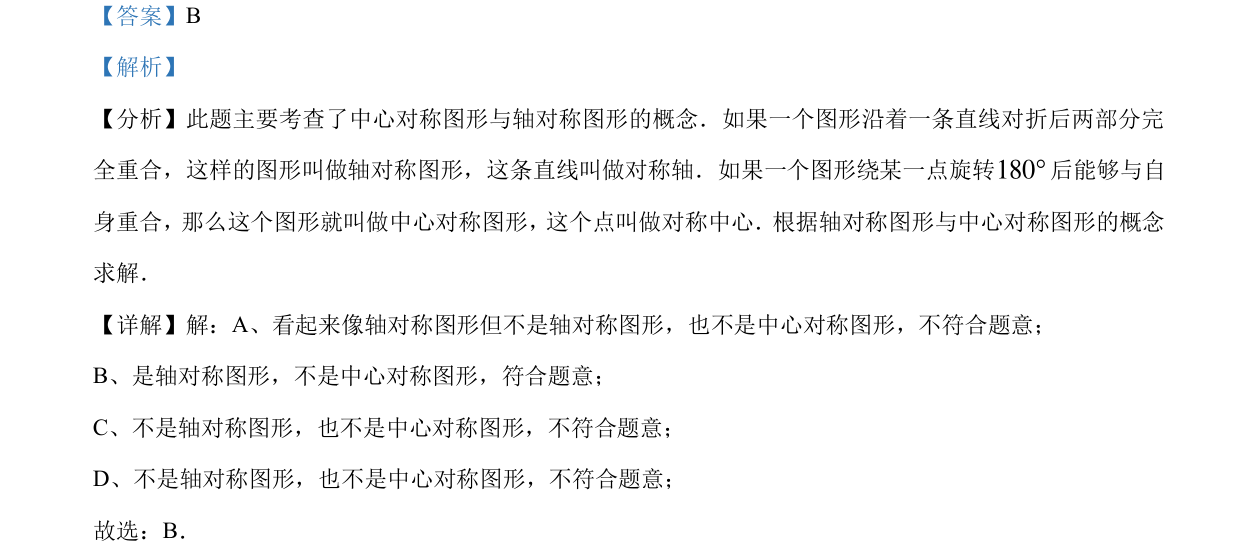 【答案】B
【解析】
【分析】此题主要考查了中心对称图形与轴对称图形的概念．如果一个图形沿着一条直线对折后两部分完
全重合，这样的图形叫做轴对称图形，这条直线叫做对称轴．如果一个图形绕某一点旋转180°后能够与自
身重合，那么这个图形就叫做中心对称图形，这个点叫做对称中心．根据轴对称图形与中心对称图形的概念
求解．
【详解】解：A、看起来像轴对称图形但不是轴对称图形，也不是中心对称图形，不符合题意；
B、是轴对称图形，不是中心对称图形，符合题意；
C、不是轴对称图形，也不是中心对称图形，不符合题意；
D、不是轴对称图形，也不是中心对称图形，不符合题意；
故选：B．